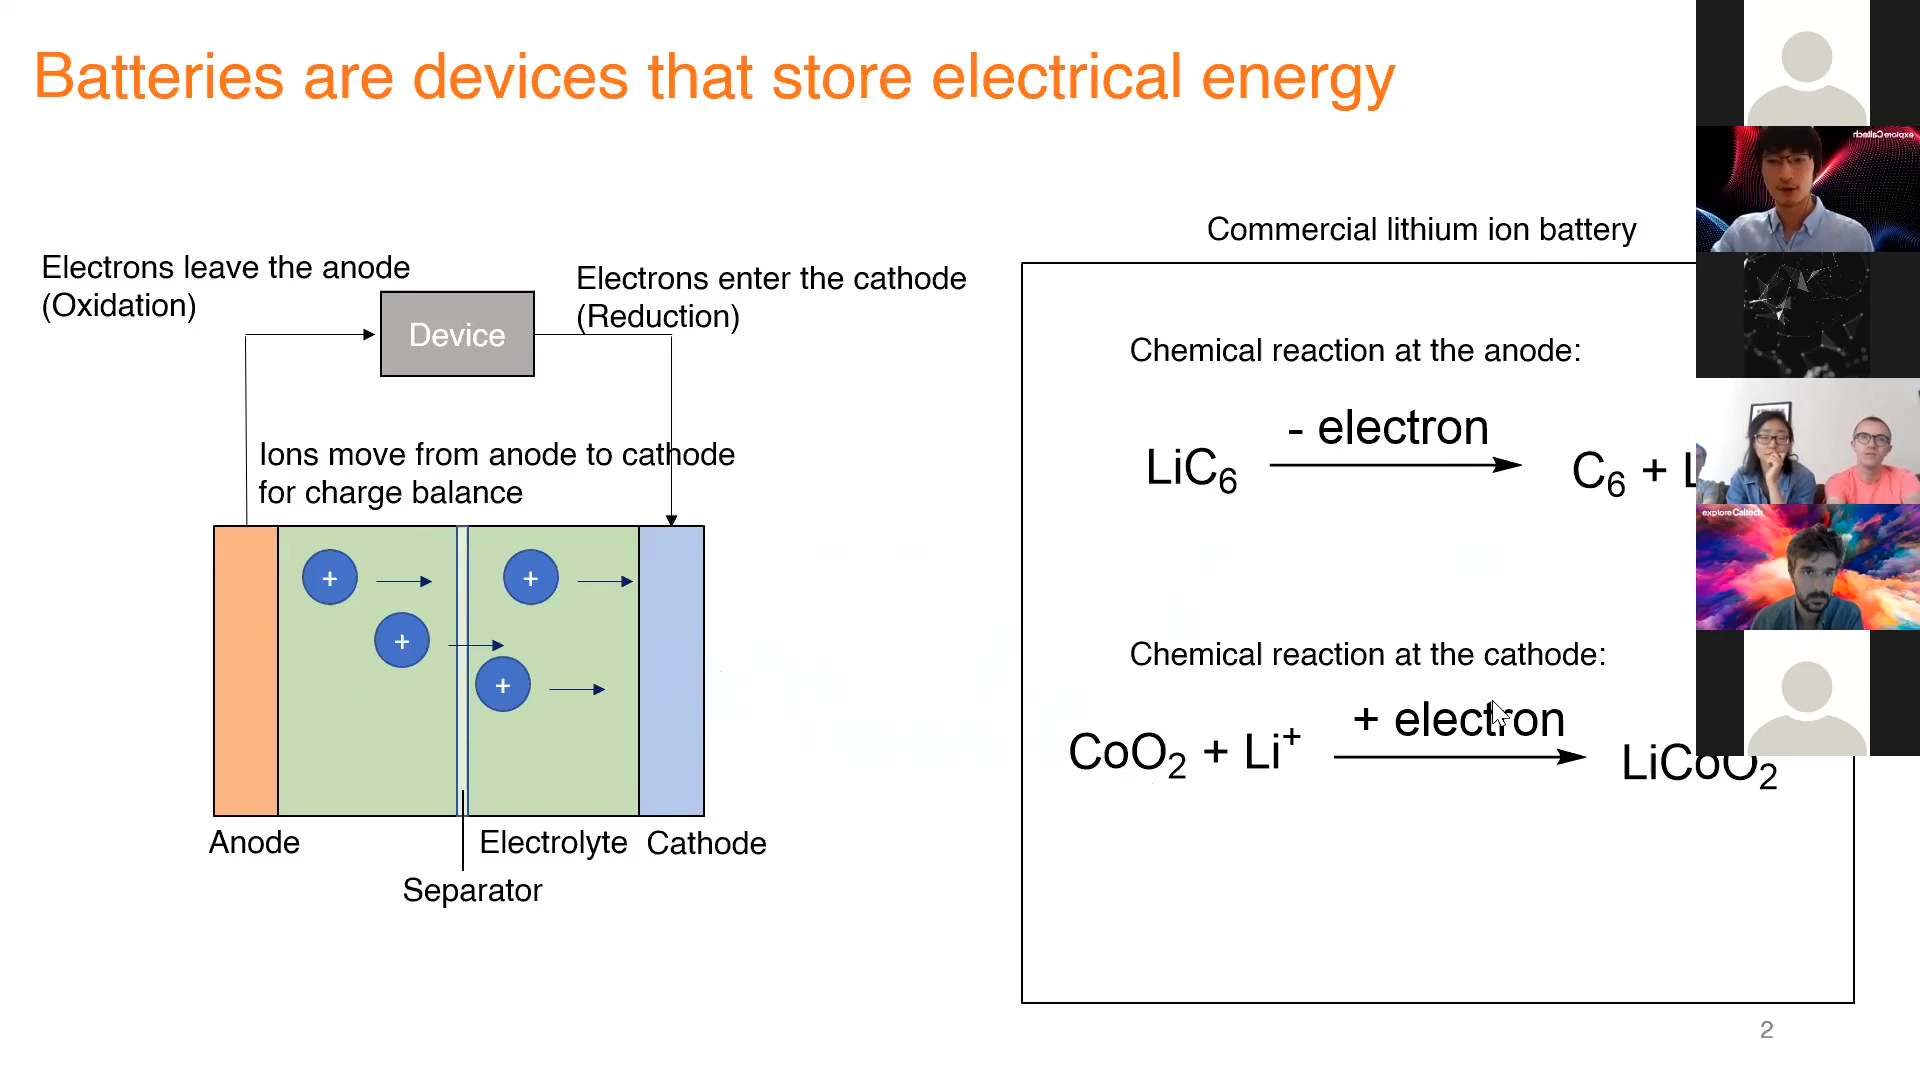 Batteries are devices that store electrical energy
Electrons leave the anode
(Oxidation)
Device
Electrons enter the cathode
(Reduction)
Ions move from anode to cathode
for charge balance
+
+
+
+
Anode
Electrolyte
Cathode
Separator
Commercial lithium ion battery
Chemical reaction at the anode:
- electron
LiC₆
C₆ + L
Chemical reaction at the cathode:
+ electron
CoO₂ + Li⁺
LiCoO₂
2
exploreCaltech
exploreCaltech